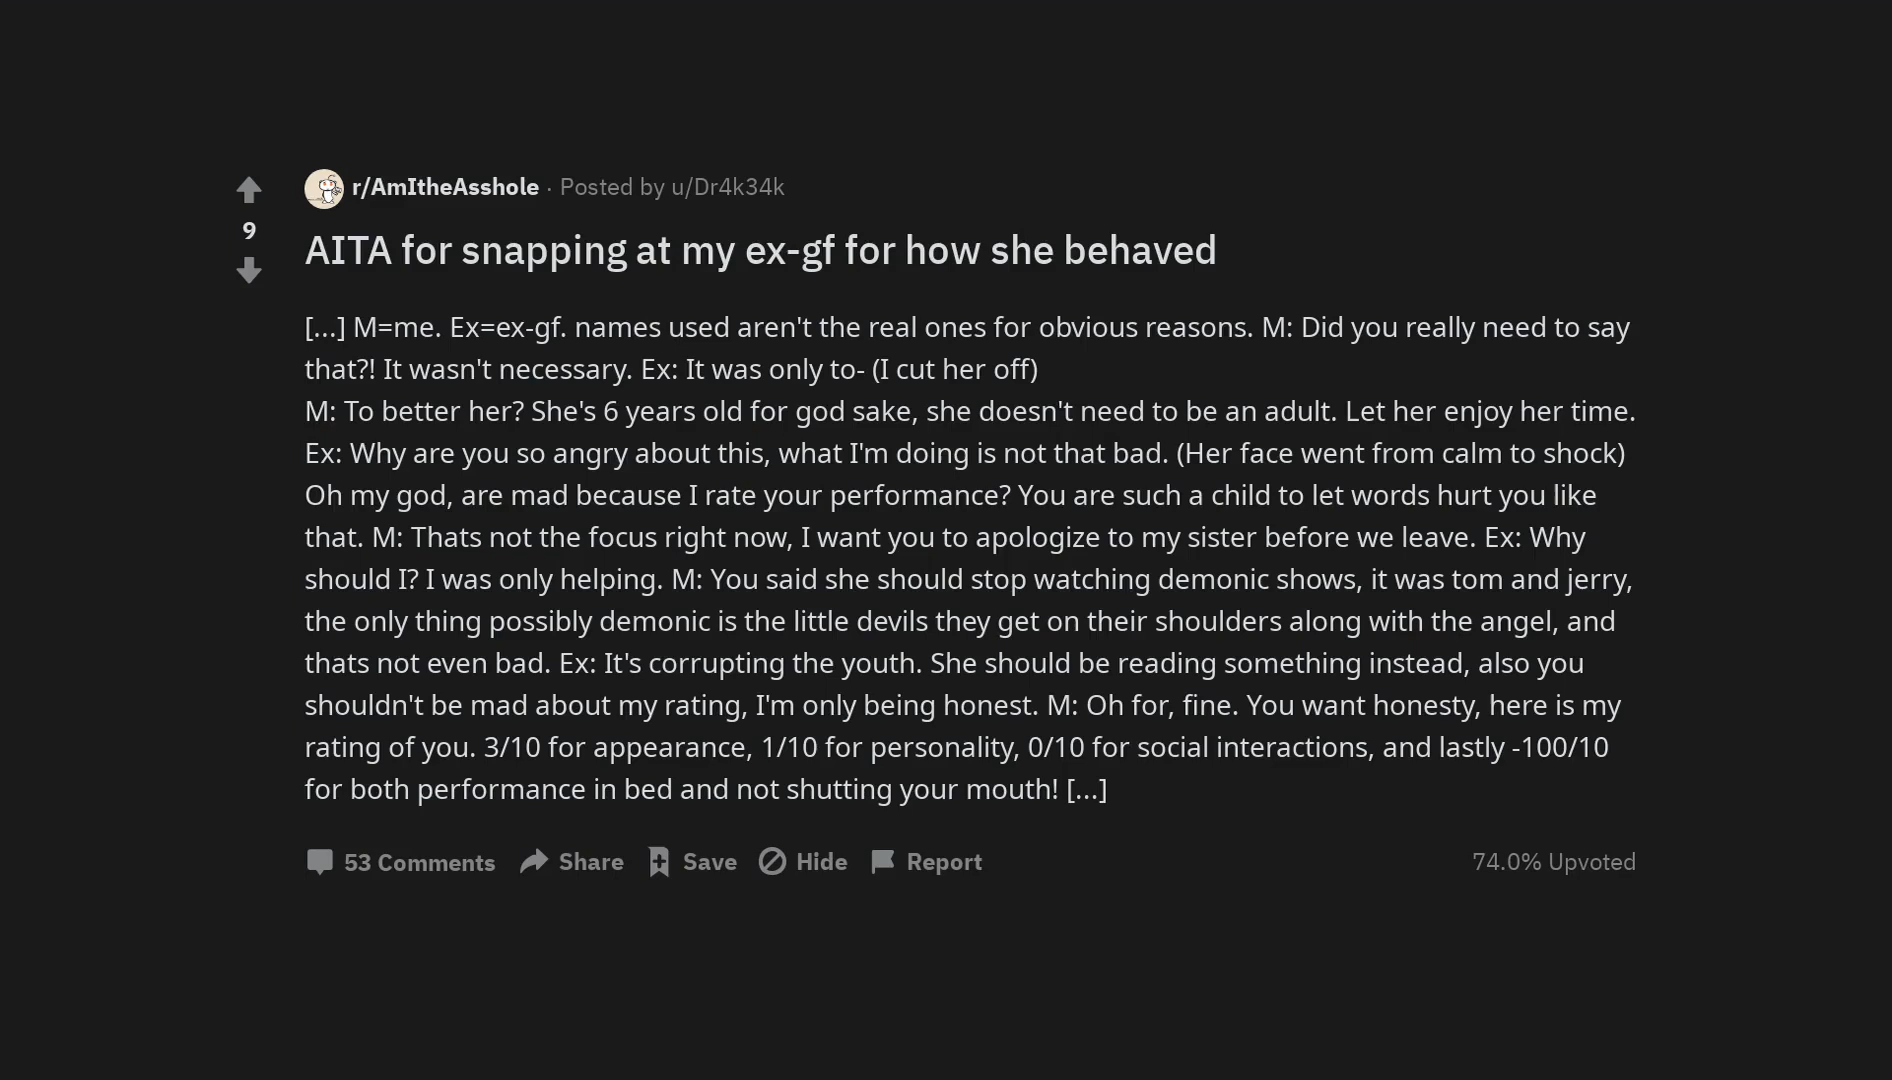 r/AmItheAsshole · Posted by u/Dr4k34k
9
AITA for snapping at my ex-gf for how she behaved
[...] M=me. Ex=ex-gf. names used aren't the real ones for obvious reasons. M: Did you really need to say
that?! It wasn't necessary. Ex: It was only to- (I cut her off)
M: To better her? She's 6 years old for god sake, she doesn't need to be an adult. Let her enjoy her time.
Ex: Why are you so angry about this, what I'm doing is not that bad. (Her face went from calm to shock)
Oh my god, are mad because I rate your performance? You are such a child to let words hurt you like
that. M: Thats not the focus right now, I want you to apologize to my sister before we leave. Ex: Why
should I? I was only helping. M: You said she should stop watching demonic shows, it was tom and jerry,
the only thing possibly demonic is the little devils they get on their shoulders along with the angel, and
thats not even bad. Ex: It's corrupting the youth. She should be reading something instead, also you
shouldn't be mad about my rating, I'm only being honest. M: Oh for, fine. You want honesty, here is my
rating of you. 3/10 for appearance, 1/10 for personality, 0/10 for social interactions, and lastly -100/10
for both performance in bed and not shutting your mouth! [...]
53 Comments Share Save Hide Report 74.0% Upvoted